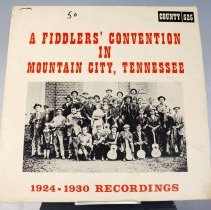 50
COUNTY 525
A FIDDLERS' CONVENTION
IN
MOUNTAIN CITY, TENNESSEE
1924-1930 RECORDINGS